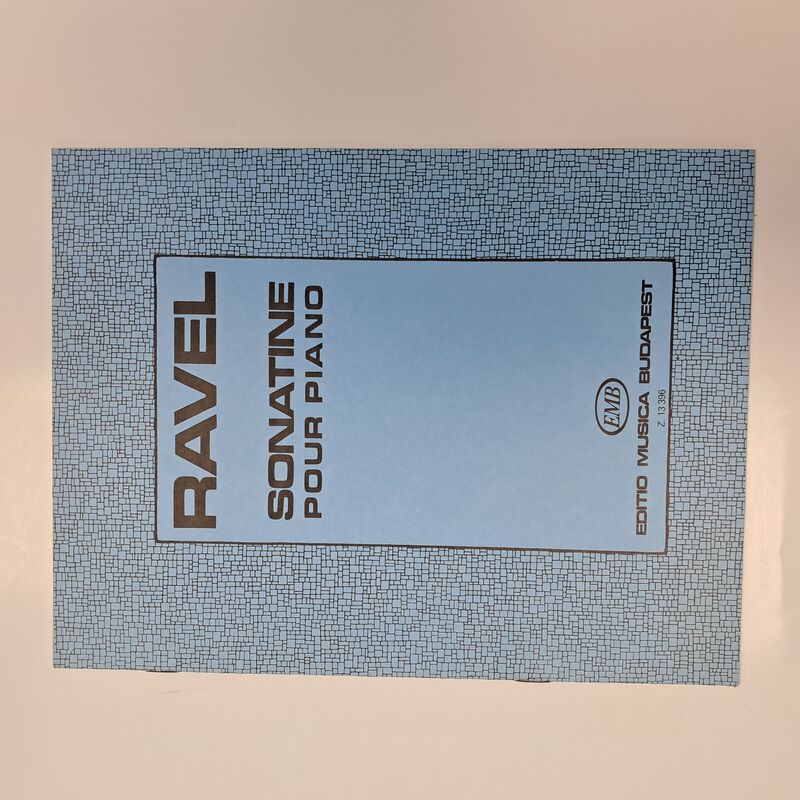 RAVEL
SONATINE
POUR PIANO
EMB
EDITIO MUSICA BUDAPEST
Z. 13 396